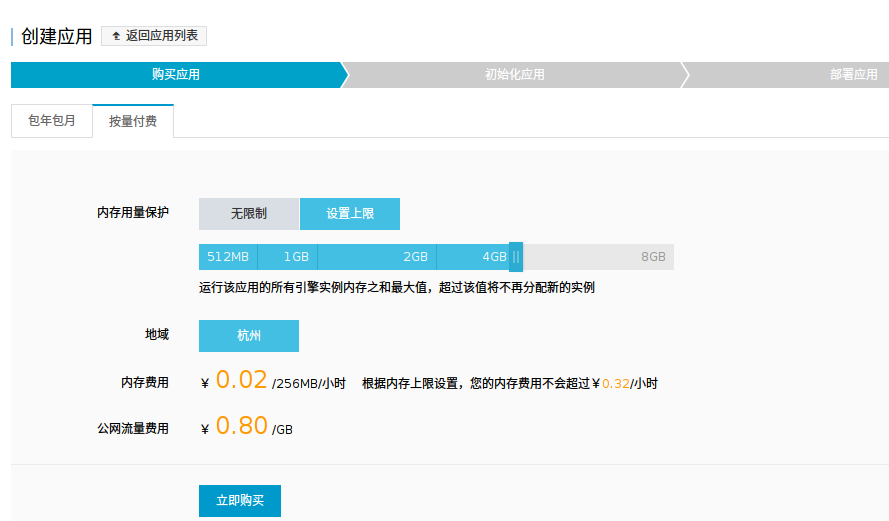 创建应用 返回应用列表
购买应用 初始化应用 部署应用
包年包月 按量付费
内存用量保护 无限制 设置上限
512MB 1GB 2GB 4GB 8GB
运行该应用的所有引擎实例内存之和最大值，超过该值将不再分配新的实例
地域 杭州
内存费用 ¥ 0.02 /256MB/小时 根据内存上限设置，您的内存费用不会超过¥0.32/小时
公网流量费用 ¥ 0.80 /GB
立即购买